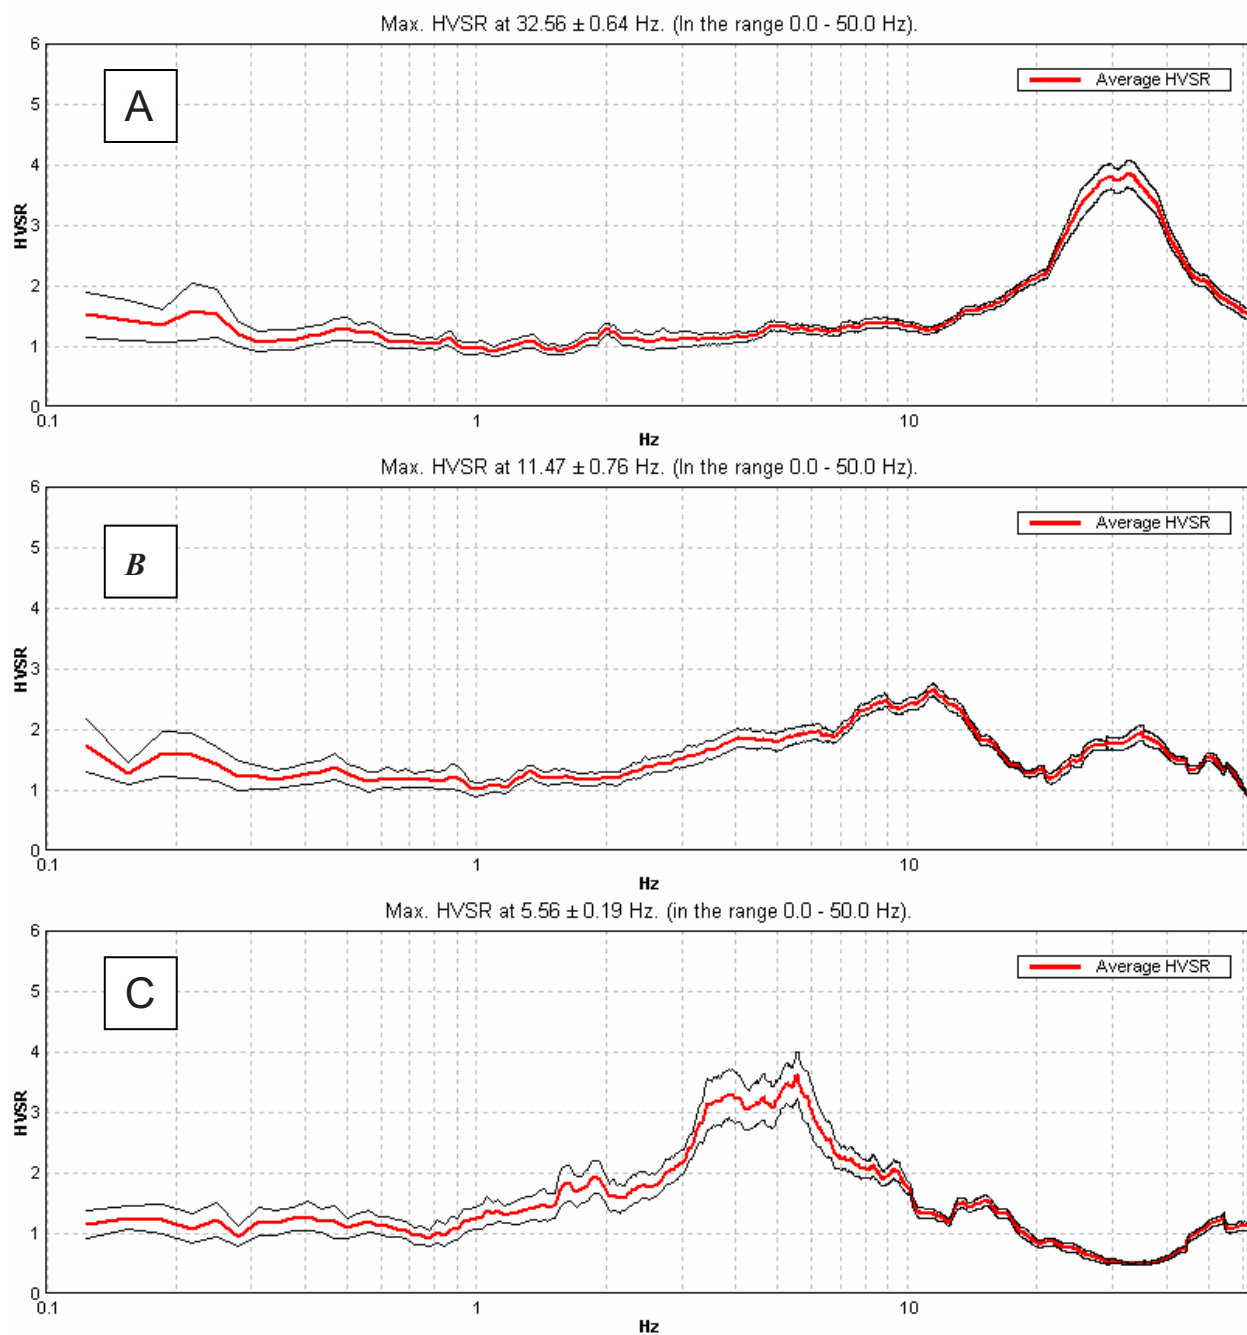 Max. HVSR at 32.56 ± 0.64 Hz. (In the range 0.0 - 50.0 Hz).
6
A
Average HVSR
5
4
3
HVSR
2
1
0
0.1 1 10
Hz
Max. HVSR at 11.47 ± 0.76 Hz. (In the range 0.0 - 50.0 Hz).
6
B
Average HVSR
5
4
3
HVSR
2
1
0
0.1 1 10
Hz
Max. HVSR at 5.56 ± 0.19 Hz. (in the range 0.0 - 50.0 Hz).
6
C
Average HVSR
5
4
3
HVSR
2
1
0
0.1 1 10
Hz